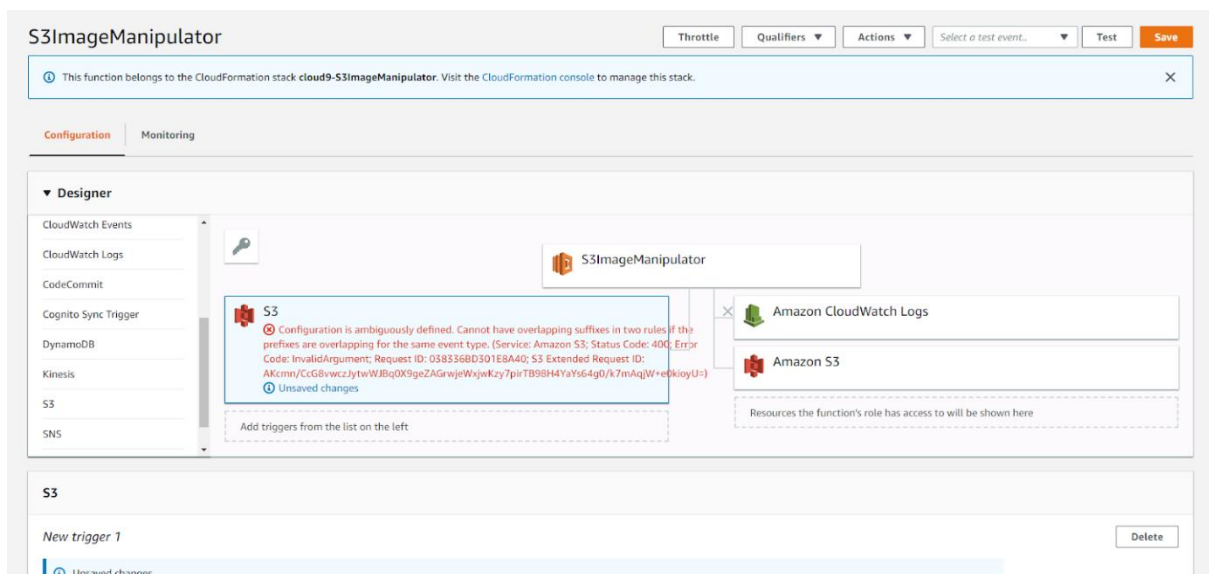 S3ImageManipulator
Throttle
Qualifiers
Actions
Select a test event..
Test
Save
This function belongs to the CloudFormation stack cloud9-S3ImageManipulator. Visit the CloudFormation console to manage this stack.
Configuration
Monitoring
Designer
CloudWatch Events
CloudWatch Logs
CodeCommit
Cognito Sync Trigger
DynamoDB
Kinesis
S3
SNS
S3ImageManipulator
S3
Configuration is ambiguously defined. Cannot have overlapping suffixes in two rules if the
prefixes are overlapping for the same event type. (Service: Amazon S3; Status Code: 400; Error
Code: InvalidArgument; Request ID: 038336BD301E8A40; S3 Extended Request ID:
AKcmn/CcG8vwczJytwWJBq0X9geZAGrwjeWxjwKzy7pirTB98H4YaYs64g0/k7mAqjW+e0kioyU=)
Unsaved changes
Add triggers from the list on the left
Amazon CloudWatch Logs
Amazon S3
Resources the function's role has access to will be shown here
S3
New trigger 1
Delete
Unsaved changes